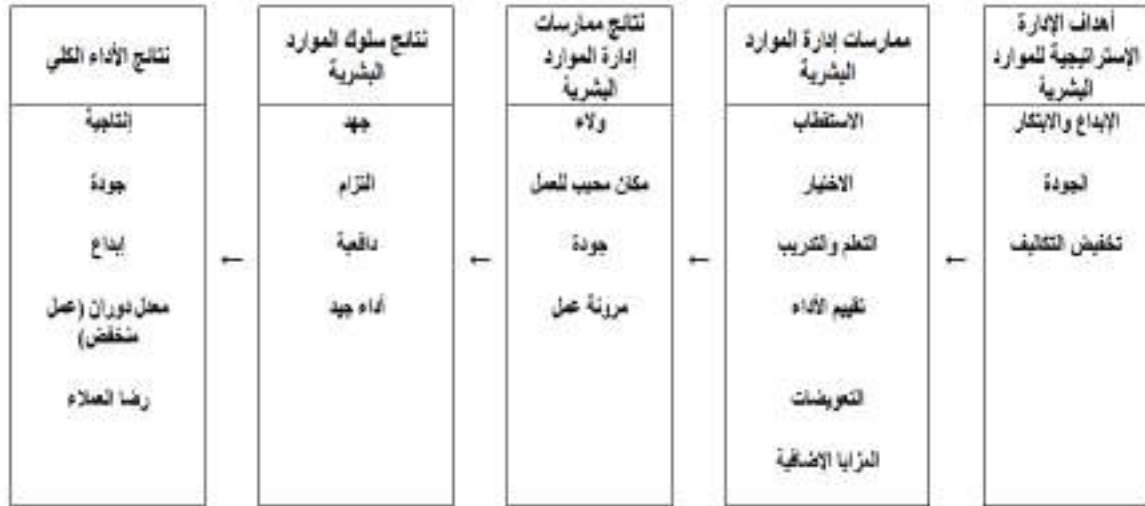 أهداف الإدارة
الإستراتيجية للموارد
البشرية
الإبداع والابتكار
الجودة
تخفيض التكاليف
←
ممارسات إدارة الموارد
البشرية
الاستقطاب
الاختيار
التعلم والتدريب
تقييم الأداء
التعويضات
المزايا الاضافية
←
نتائج ممارسات
إدارة الموارد
البشرية
ولاء
مكان محبب للعمل
جودة
مرونة عمل
←
نتائج سلوك الموارد
البشرية
جهد
التزام
دافعية
أداء جيد
←
نتائج الأداء الكلي
إنتاجية
جودة
إبداع
معدل دوران (عمل
منخفض)
رضا العملاء